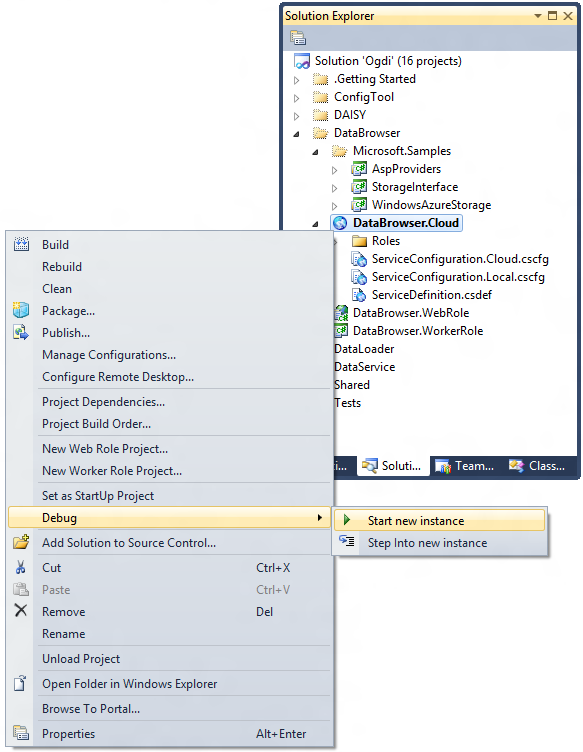 Solution Explorer
Solution 'Ogdi' (16 projects)
.Getting Started
ConfigTool
DAISY
DataBrowser
Microsoft.Samples
AspProviders
StorageInterface
WindowsAzureStorage
DataBrowser.Cloud
Roles
ServiceConfiguration.Cloud.cscfg
ServiceConfiguration.Local.cscfg
ServiceDefinition.csdef
DataBrowser.WebRole
DataBrowser.WorkerRole
DataLoader
DataService
Shared
Tests
Soluti... Team... Class...
Build
Rebuild
Clean
Package...
Publish...
Manage Configurations...
Configure Remote Desktop...
Project Dependencies...
Project Build Order...
New Web Role Project...
New Worker Role Project...
Set as StartUp Project
Debug
Start new instance
Step Into new instance
Add Solution to Source Control...
Cut Ctrl+X
Paste Ctrl+V
Remove Del
Rename
Unload Project
Open Folder in Windows Explorer
Browse To Portal...
Properties Alt+Enter